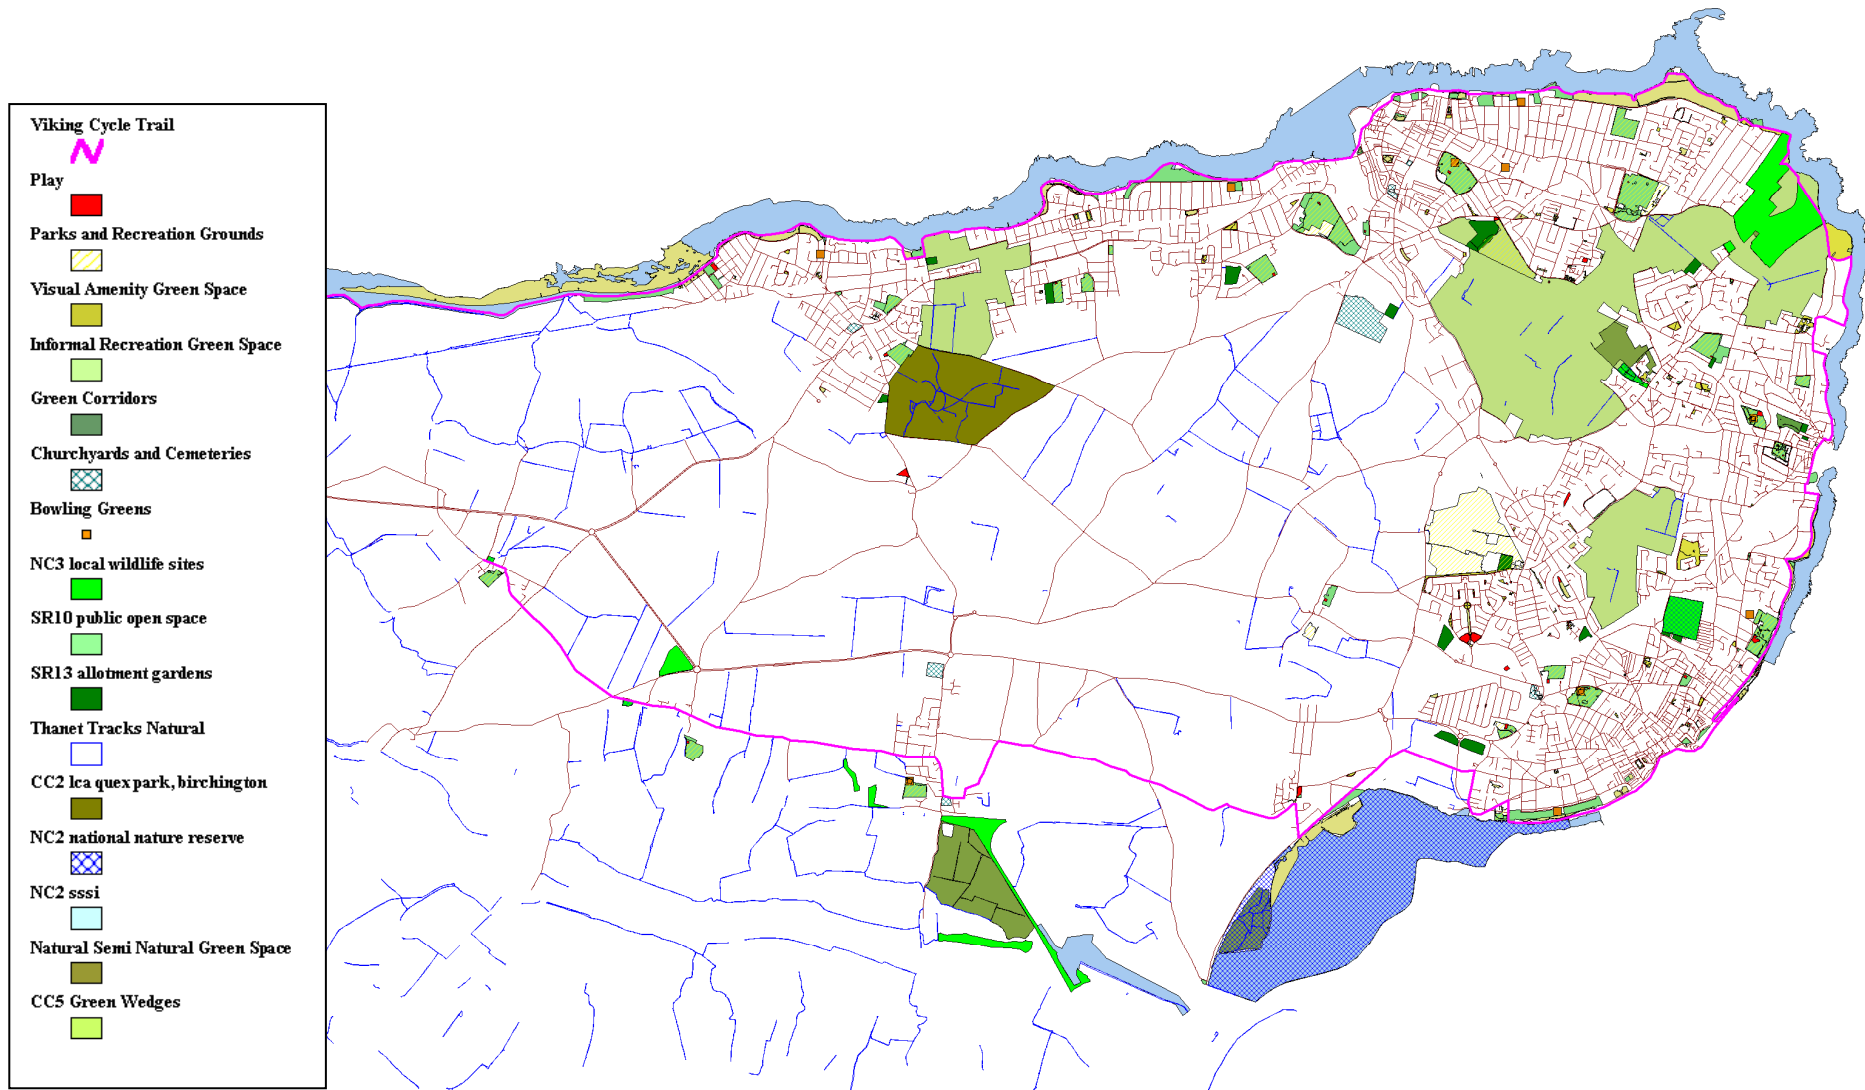 Viking Cycle Trail
Play
Parks and Recreation Grounds
Visual Amenity Green Space
Informal Recreation Green Space
Green Corridors
Churchyards and Cemeteries
Bowling Greens
NC3 local wildlife sites
SR10 public open space
SR13 allotment gardens
Thanet Tracks Natural
CC2 lca quex park, birchington
NC2 national nature reserve
NC2 sssi
Natural Semi Natural Green Space
CC5 Green Wedges